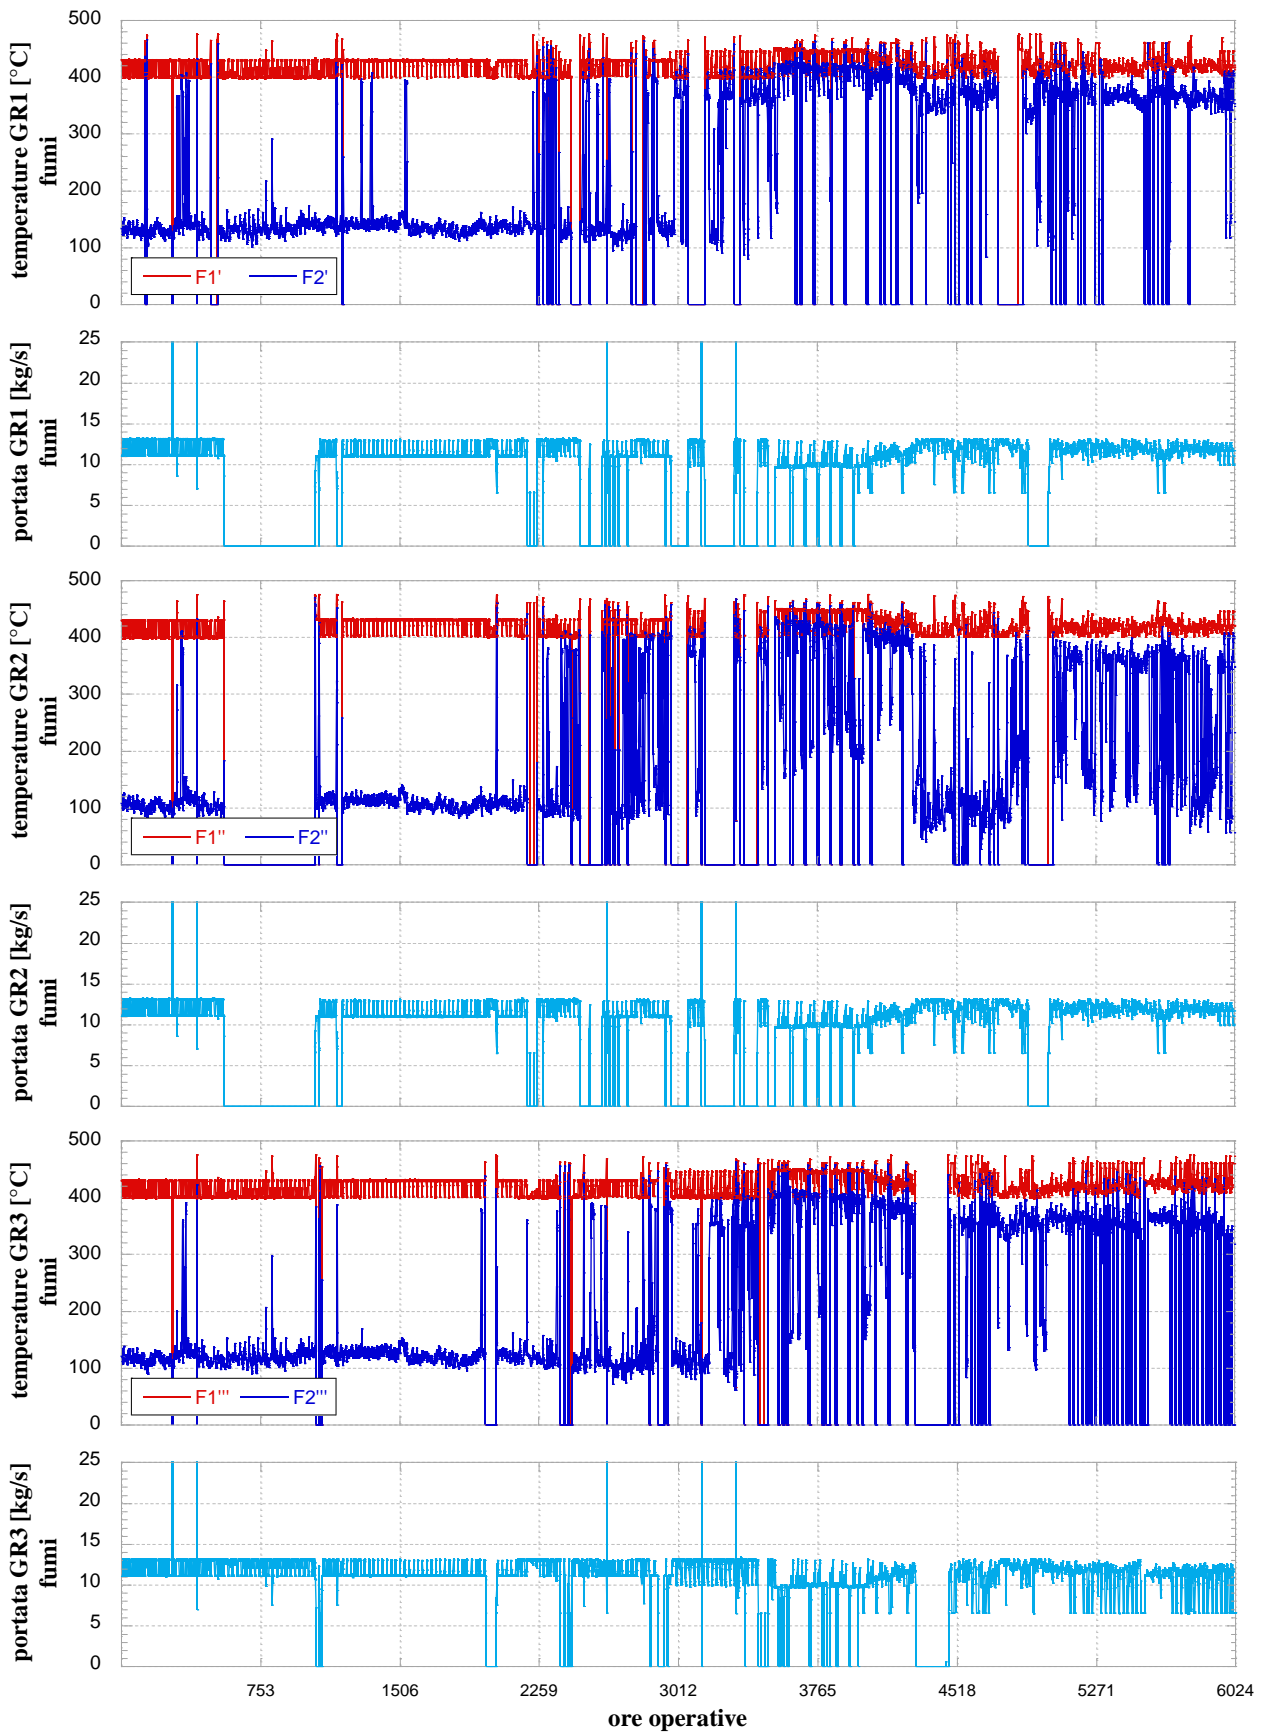 temperature GR1 [°C]
fumi
500
400
300
200
100
0
F1' F2'
portata GR1 [kg/s]
fumi
25
20
15
10
5
0
temperature GR2 [°C]
fumi
500
400
300
200
100
0
F1'' F2''
portata GR2 [kg/s]
fumi
25
20
15
10
5
0
temperature GR3 [°C]
fumi
500
400
300
200
100
0
F1''' F2'''
portata GR3 [kg/s]
fumi
25
20
15
10
5
0
753 1506 2259 3012 3765 4518 5271 6024
ore operative